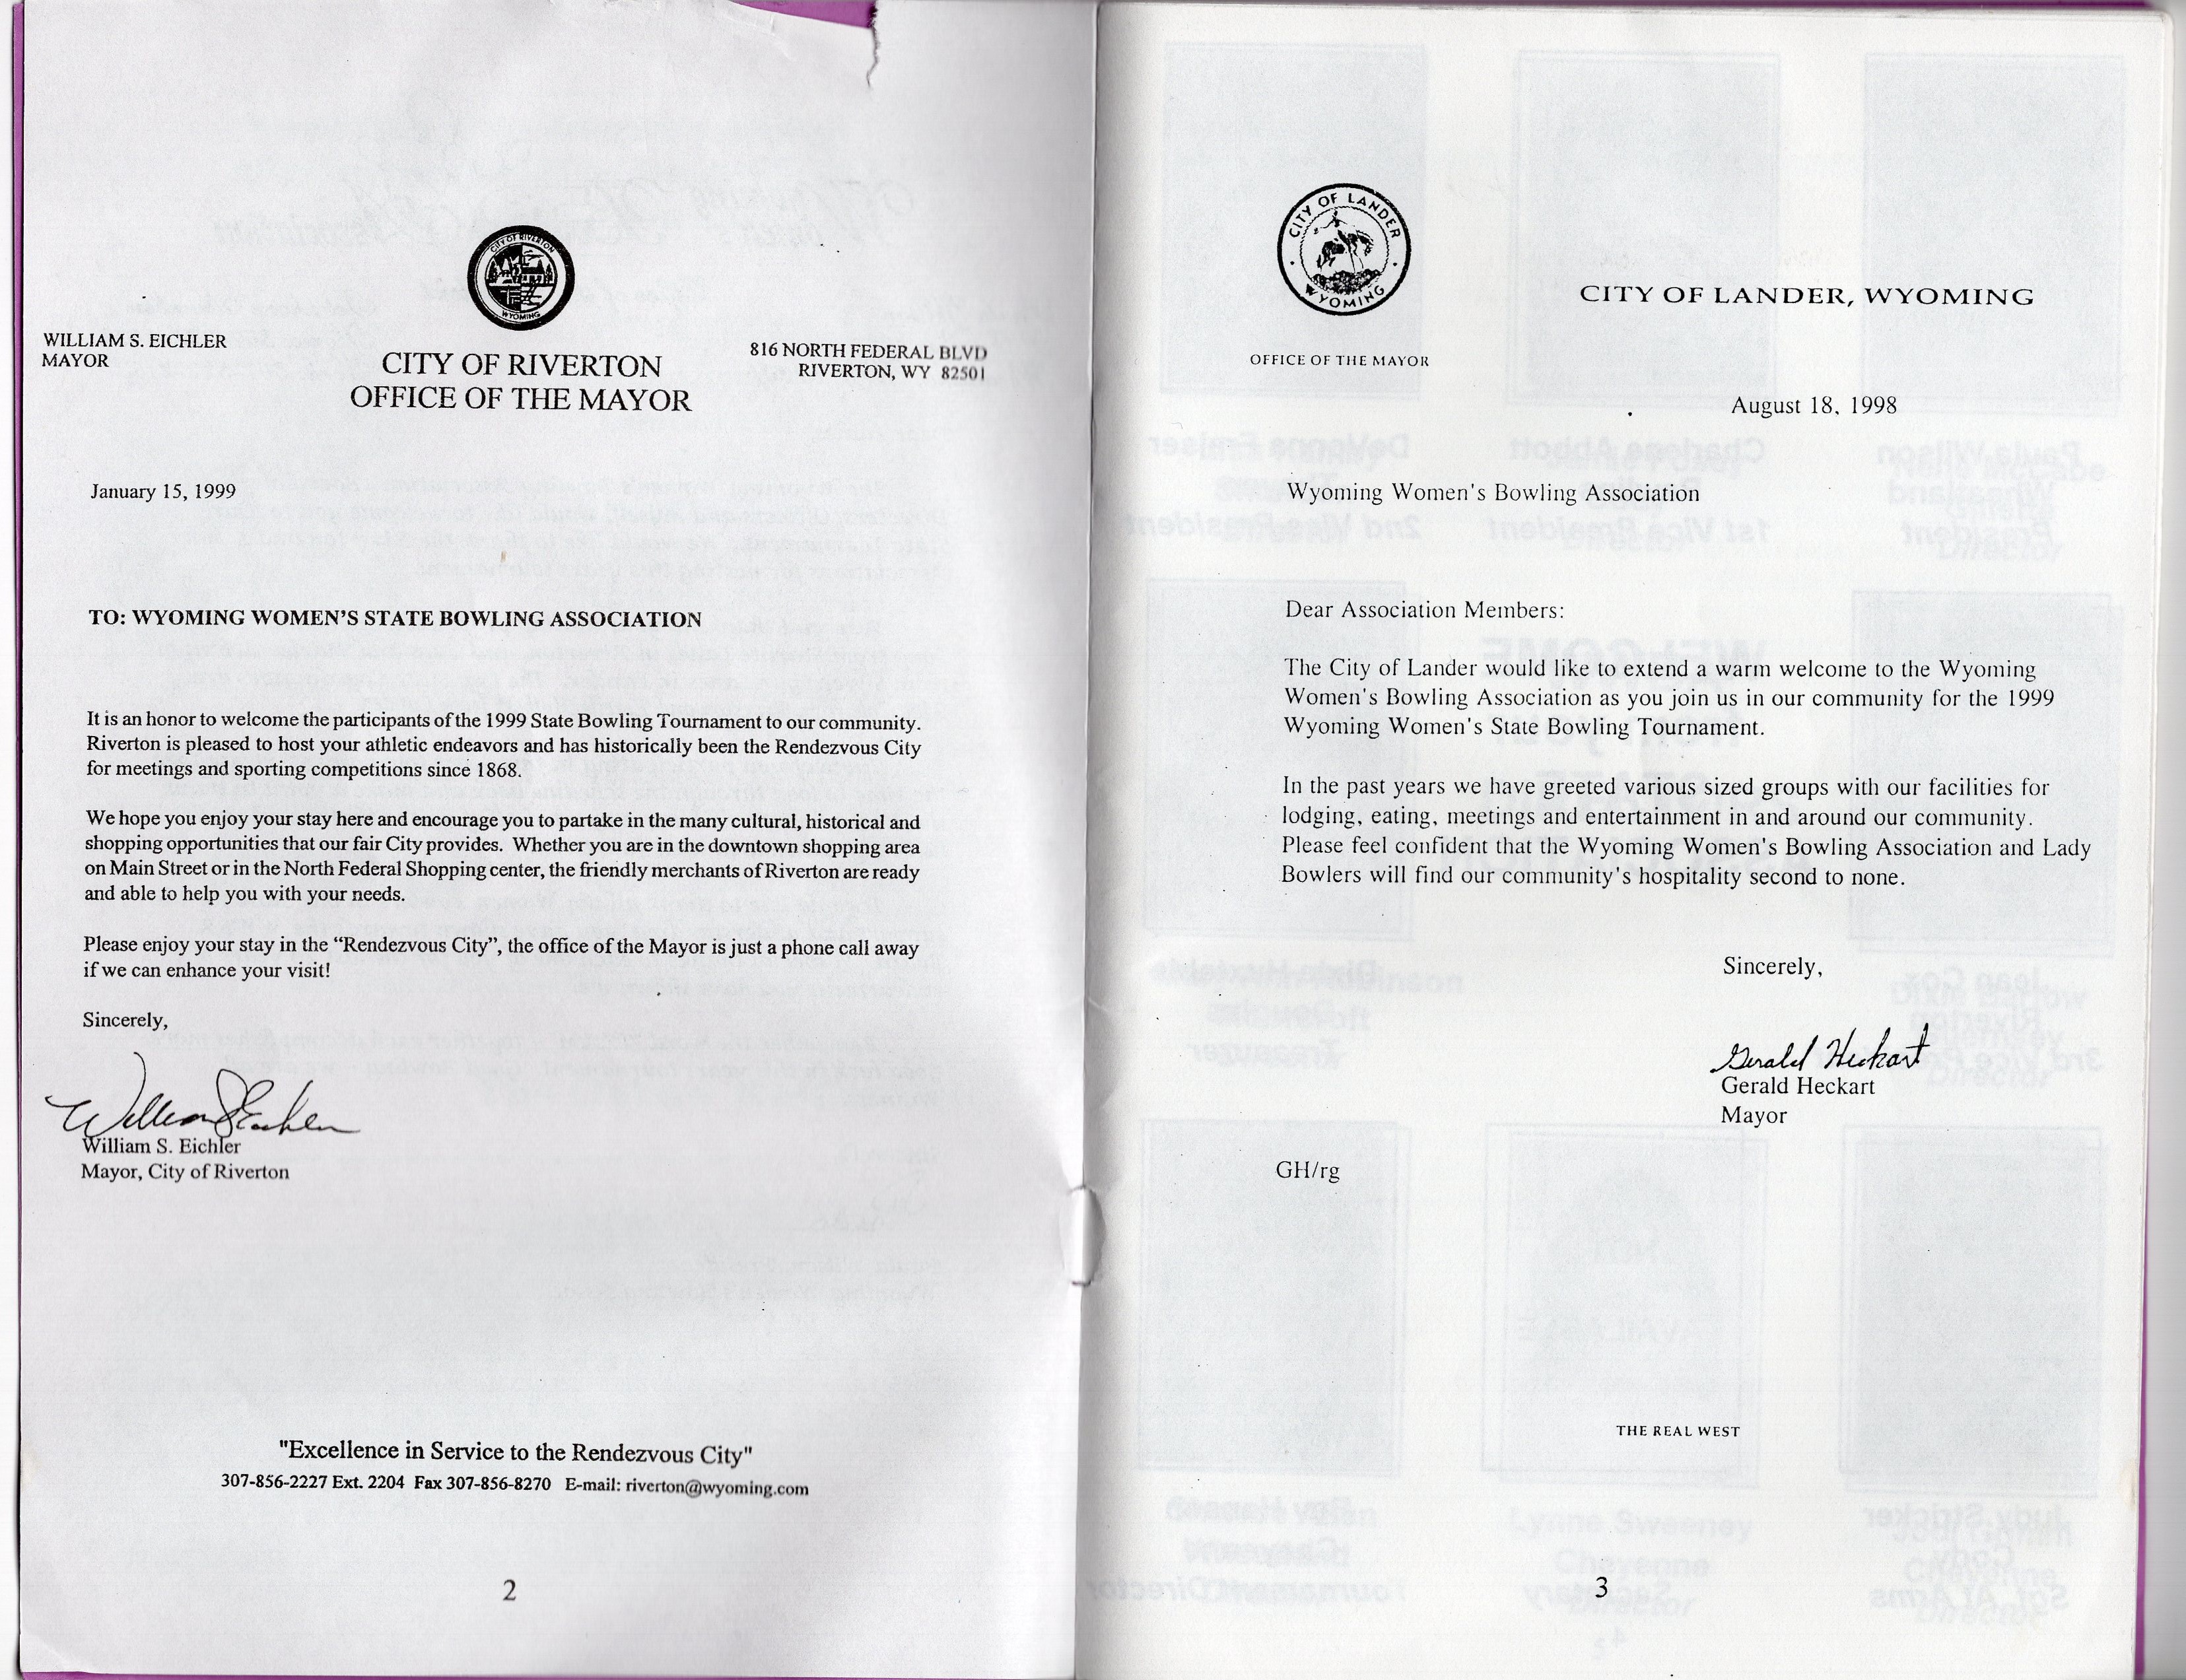 CITY OF RIVERTON
WYOMING
WILLIAM S. EICHLER
MAYOR
CITY OF RIVERTON
OFFICE OF THE MAYOR
816 NORTH FEDERAL BLVD
RIVERTON, WY 82501
January 15, 1999
TO: WYOMING WOMEN'S STATE BOWLING ASSOCIATION
It is an honor to welcome the participants of the 1999 State Bowling Tournament to our community.
Riverton is pleased to host your athletic endeavors and has historically been the Rendezvous City
for meetings and sporting competitions since 1868.
We hope you enjoy your stay here and encourage you to partake in the many cultural, historical and
shopping opportunities that our fair City provides. Whether you are in the downtown shopping area
on Main Street or in the North Federal Shopping center, the friendly merchants of Riverton are ready
and able to help you with your needs.
Please enjoy your stay in the “Rendezvous City”, the office of the Mayor is just a phone call away
if we can enhance your visit!
Sincerely,
William S Eichler
William S. Eichler
Mayor, City of Riverton
"Excellence in Service to the Rendezvous City"
307-856-2227 Ext. 2204 Fax 307-856-8270 E-mail: riverton@wyoming.com
2
CITY OF LANDER
WYOMING
CITY OF LANDER, WYOMING
OFFICE OF THE MAYOR
August 18, 1998
Wyoming Women's Bowling Association
Dear Association Members:
The City of Lander would like to extend a warm welcome to the Wyoming
Women's Bowling Association as you join us in our community for the 1999
Wyoming Women's State Bowling Tournament.
In the past years we have greeted various sized groups with our facilities for
lodging, eating, meetings and entertainment in and around our community.
Please feel confident that the Wyoming Women's Bowling Association and Lady
Bowlers will find our community's hospitality second to none.
Sincerely,
Gerald Heckart
Gerald Heckart
Mayor
GH/rg
THE REAL WEST
3